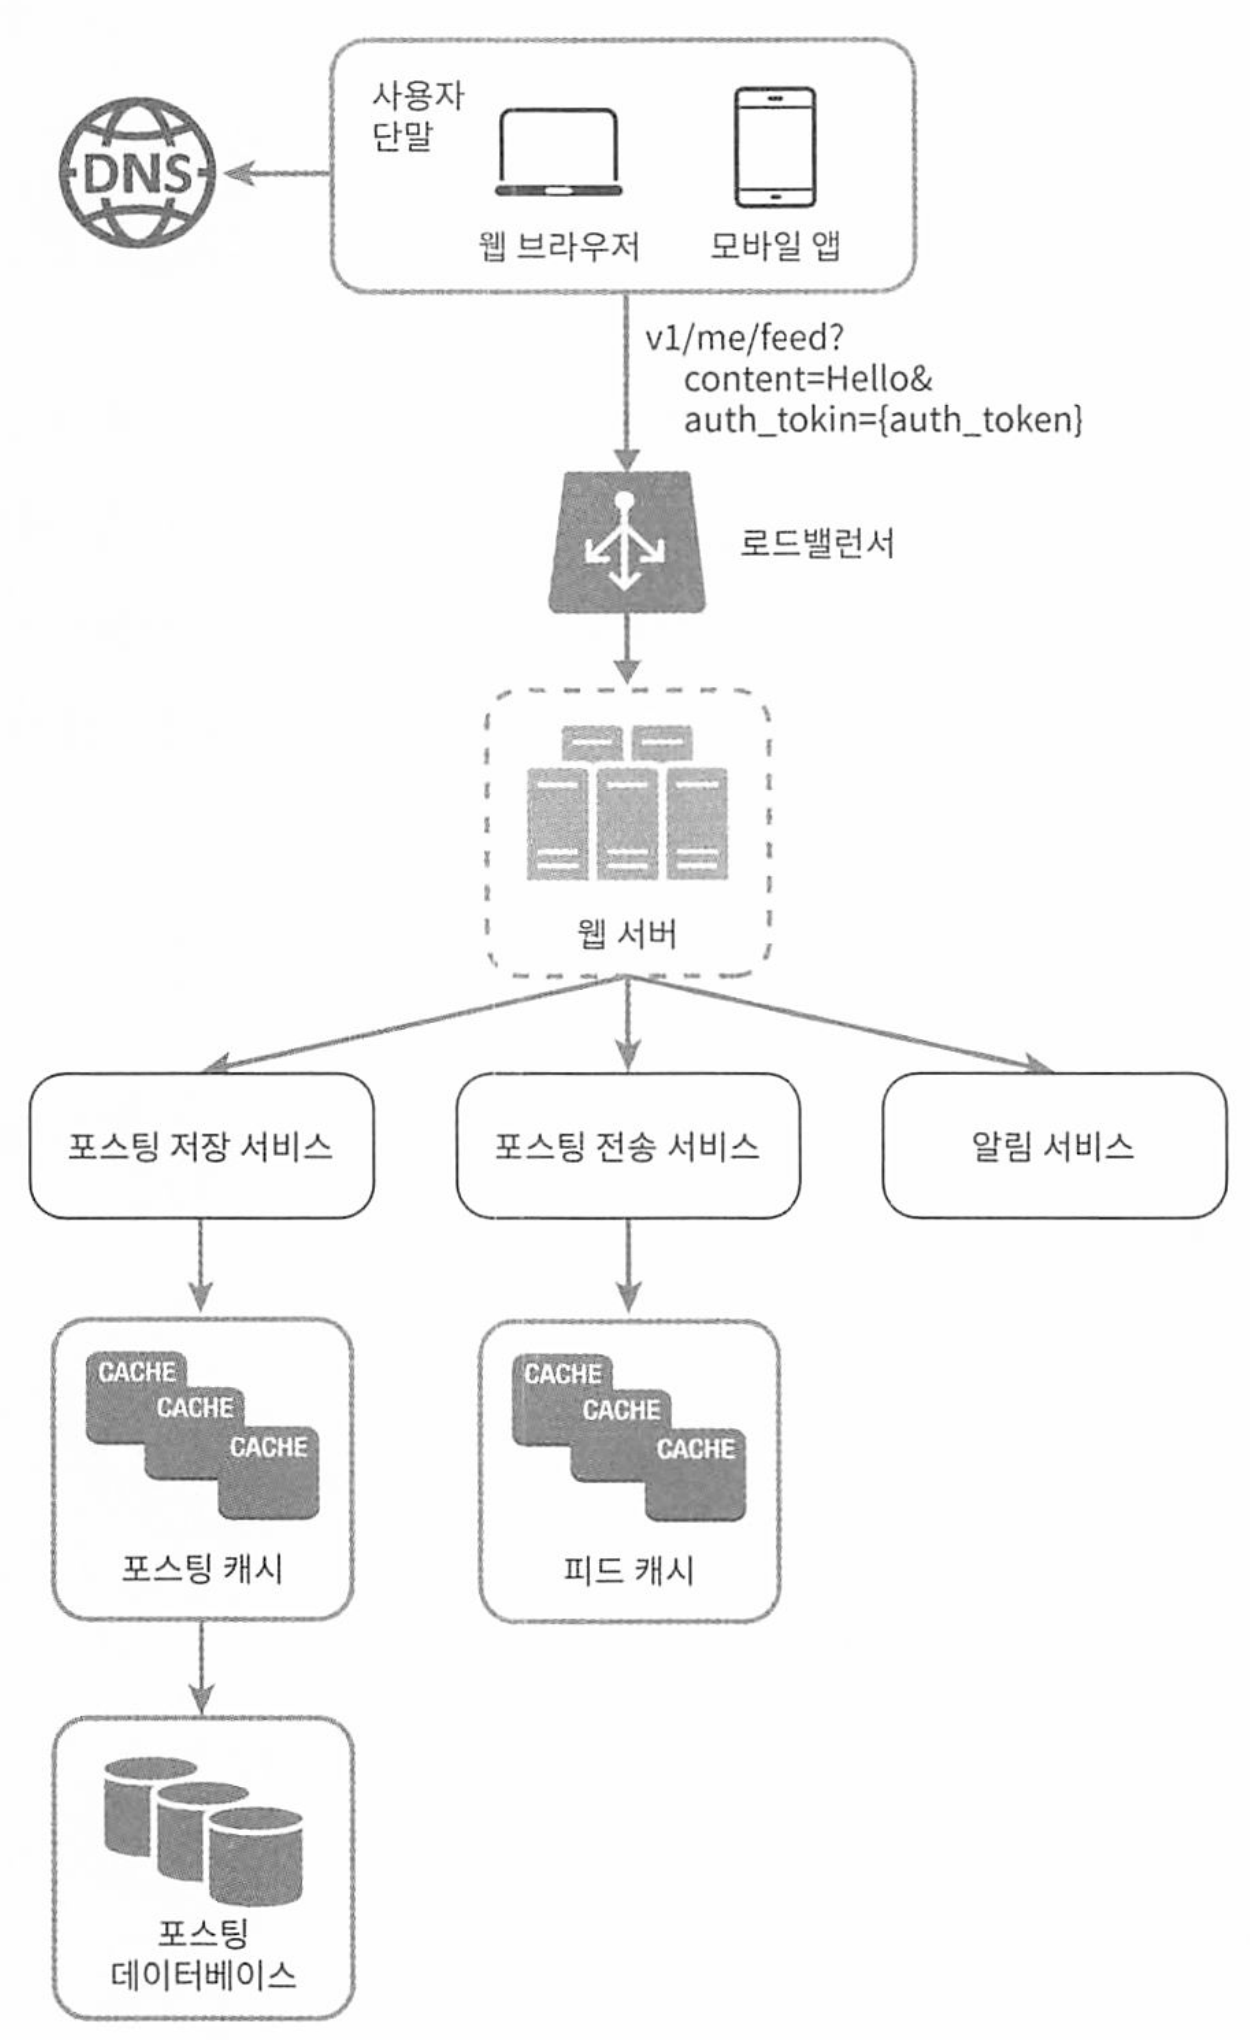 사용자
단말
DNS
웹 브라우저
모바일 앱
v1/me/feed?
content=Hello&
auth_tokin={auth_token}
로드밸런서
웹 서버
포스팅 저장 서비스
포스팅 전송 서비스
알림 서비스
CACHE
CACHE
CACHE
포스팅 캐시
CACHE
CACHE
CACHE
피드 캐시
포스팅
데이터베이스